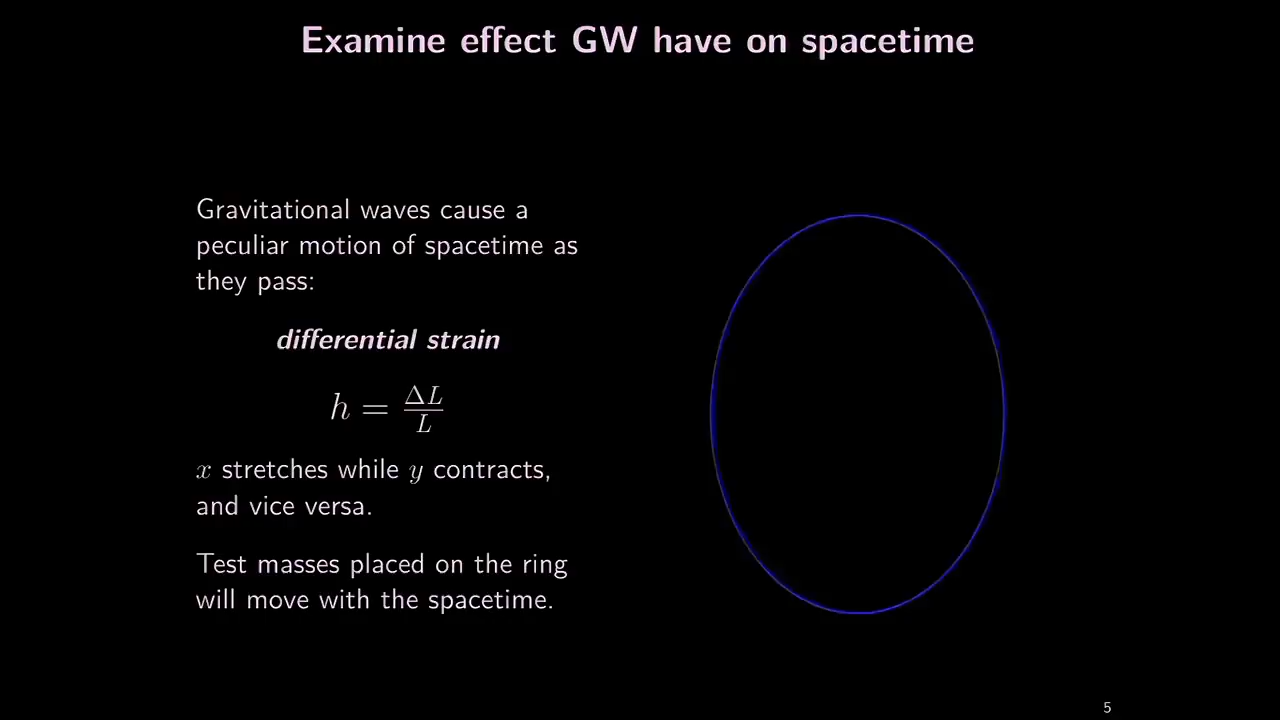 Examine effect GW have on spacetime
Gravitational waves cause a
peculiar motion of spacetime as
they pass:
differential strain
h = ΔL/L
x stretches while y contracts,
and vice versa.
Test masses placed on the ring
will move with the spacetime.
5